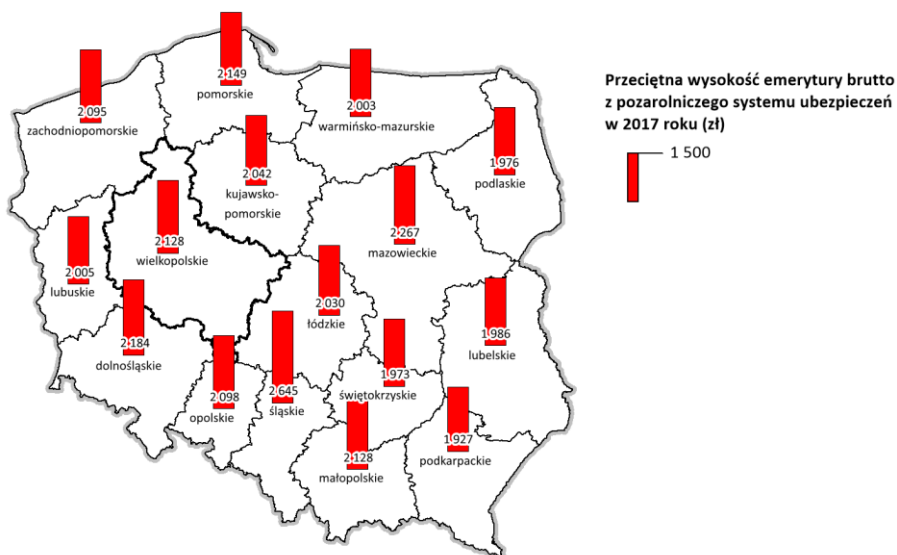 2 149
pomorskie
2 095
zachodniopomorskie
2 003
warmińsko-mazurskie
Przeciętna wysokość emerytury brutto
z pozarolniczego systemu ubezpieczeń
w 2017 roku (zł)
1 500
1 976
podlaskie
2 042
kujawsko-
pomorskie
2 267
mazowieckie
2 128
wielkopolskie
2 005
lubuskie
2 030
łódzkie
1 986
lubelskie
2 184
dolnośląskie
1 973
świętokrzyskie
2 098
opolskie
2 645
śląskie
1 927
podkarpackie
2 128
małopolskie